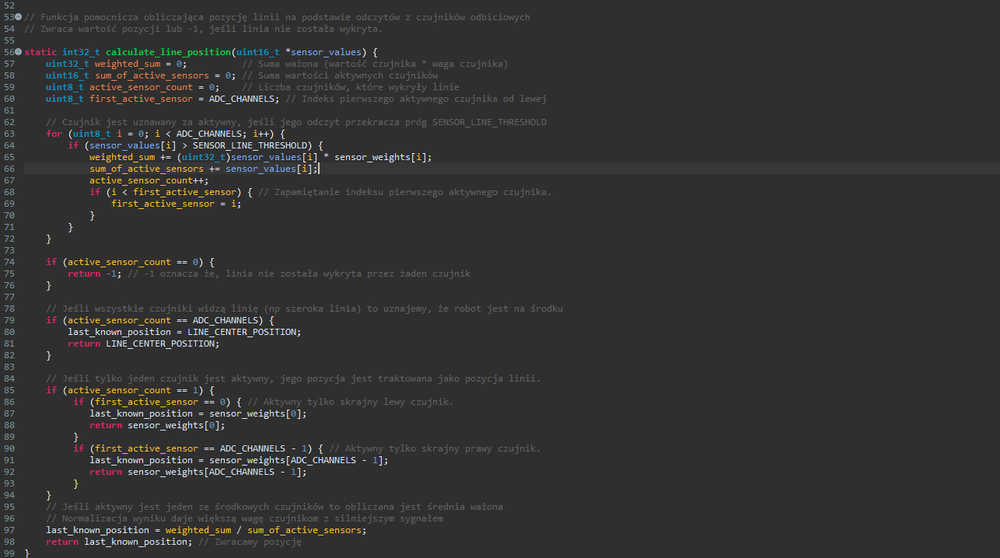 52
53 // Funkcja pomocnicza obliczająca pozycję linii na podstawie odczytów z czujników odbiciowych
54 // Zwraca wartość pozycji lub -1, jeśli linia nie została wykryta.
55
56 static int32_t calculate_line_position(uint16_t *sensor_values) {
57     uint32_t weighted_sum = 0;          // Suma ważona (wartość czujnika * waga czujnika)
58     uint16_t sum_of_active_sensors = 0; // Suma wartości aktywnych czujników
59     uint8_t active_sensor_count = 0;    // Liczba czujników, które wykryły linie
60     uint8_t first_active_sensor = ADC_CHANNELS; // Indeks pierwszego aktywnego czujnika od lewej
61
62     // Czujnik jest uznawany za aktywny, jeśli jego odczyt przekracza próg SENSOR_LINE_THRESHOLD
63     for (uint8_t i = 0; i < ADC_CHANNELS; i++) {
64         if (sensor_values[i] > SENSOR_LINE_THRESHOLD) {
65             weighted_sum += (uint32_t)sensor_values[i] * sensor_weights[i];
66             sum_of_active_sensors += sensor_values[i];
67             active_sensor_count++;
68             if (i < first_active_sensor) { // Zapamiętanie indeksu pierwszego aktywnego czujnika.
69                 first_active_sensor = i;
70             }
71         }
72     }
73
74     if (active_sensor_count == 0) {
75         return -1; // -1 oznacza że, linia nie została wykryta przez żaden czujnik
76     }
77
78     // Jeśli wszystkie czujniki widzą linię (np szeroka linia) to uznajemy, że robot jest na środku
79     if (active_sensor_count == ADC_CHANNELS) {
80         last_known_position = LINE_CENTER_POSITION;
81         return LINE_CENTER_POSITION;
82     }
83
84     // Jeśli tylko jeden czujnik jest aktywny, jego pozycja jest traktowana jako pozycja linii.
85     if (active_sensor_count == 1) {
86          if (first_active_sensor == 0) { // Aktywny tylko skrajny lewy czujnik.
87             last_known_position = sensor_weights[0];
88             return sensor_weights[0];
89          }
90          if (first_active_sensor == ADC_CHANNELS - 1) { // Aktywny tylko skrajny prawy czujnik.
91             last_known_position = sensor_weights[ADC_CHANNELS - 1];
92             return sensor_weights[ADC_CHANNELS - 1];
93          }
94     }
95     // Jeśli aktywny jest jeden ze środkowych czujników to obliczana jest średnia ważona
96     // Normalizacja wyniku daje większą wagę czujnikom z silniejszym sygnałem
97     last_known_position = weighted_sum / sum_of_active_sensors;
98     return last_known_position; // Zwracamy pozycję
99 }